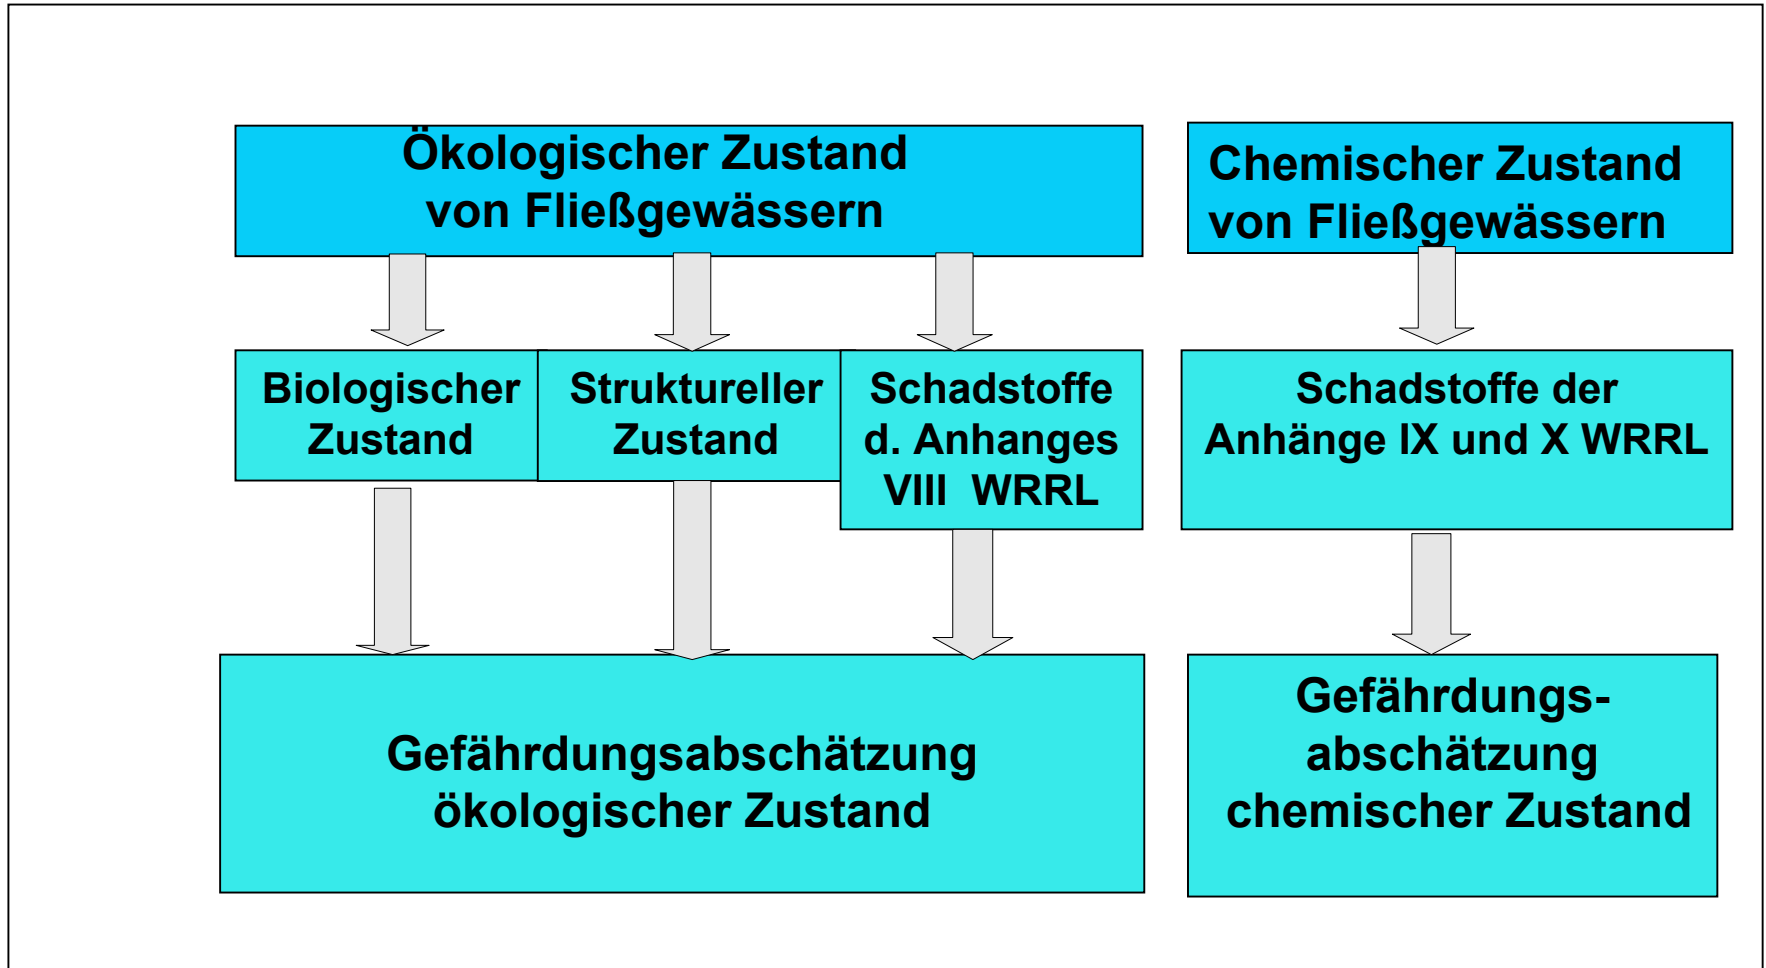 Ökologischer Zustand
von Fließgewässern
Chemischer Zustand
von Fließgewässern
Biologischer
Zustand
Struktureller
Zustand
Schadstoffe
d. Anhanges
VIII WRRL
Schadstoffe der
Anhänge IX und X WRRL
Gefährdungsabschätzung
ökologischer Zustand
Gefährdungs-
abschätzung
chemischer Zustand